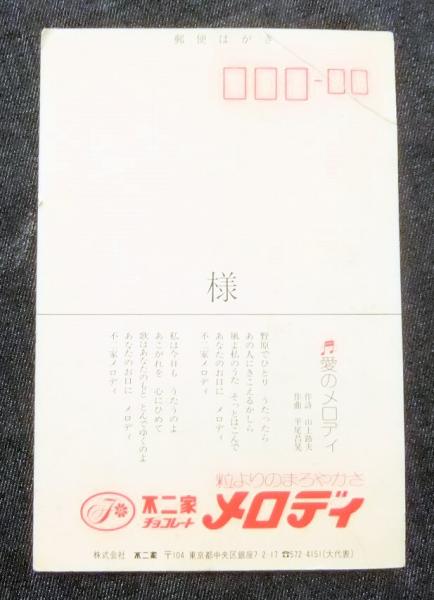 郵便はがき
様
愛のメロディ
作詩 山上路夫
作曲 平尾昌晃
野原でひとり うたったら
あの人にきこえるかしら
風よ私のうた そっとはこんで
あなたのお目に メロディ
不二家メロディ
私は今日も うたうのよ
あこがれを 心にひめて
歌はあなたのもと とんでゆくのよ
あなたのお目に メロディ
不二家メロディ
粒よりのまろやかさ
F 不二家
チョコレート
メロディ
株式会社 不二家 〒104 東京都中央区銀座7-2-17 ☎572-4151(大代表)